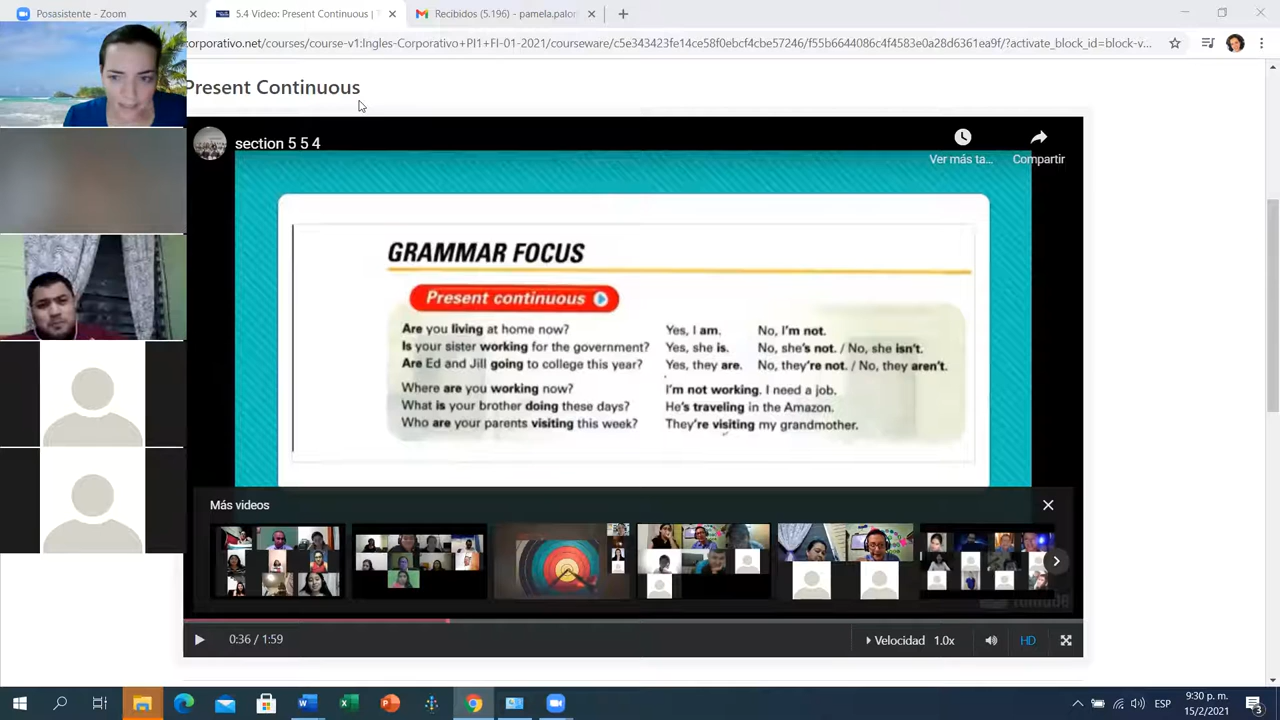 Posasistente - Zoom
5.4 Video: Present Continuous |
Recibidos (5.196) - pamela.palom
corporativo.net/courses/course-v1:Ingles-Corporativo+PI1+FI-01-2021/courseware/c5e343423fe14ce58f0ebcf4cbe57246/f55b6644086c444583e0a28d6361ea9f/?activate_block_id=block-v...
Present Continuous
section 5 5 4
Ver más ta...
Compartir
GRAMMAR FOCUS
Present continuous
Are you living at home now? Yes, I am. No, I'm not.
Is your sister working for the government? Yes, she is. No, she's not. / No, she isn't.
Are Ed and Jill going to college this year? Yes, they are. No, they're not. / No, they aren't.
Where are you working now? I'm not working. I need a job.
What is your brother doing these days? He's traveling in the Amazon.
Who are your parents visiting this week? They're visiting my grandmother.
Más videos
0:36 / 1:59
Velocidad 1.0x
HD
ESP
9:30 p. m.
15/2/2021
3